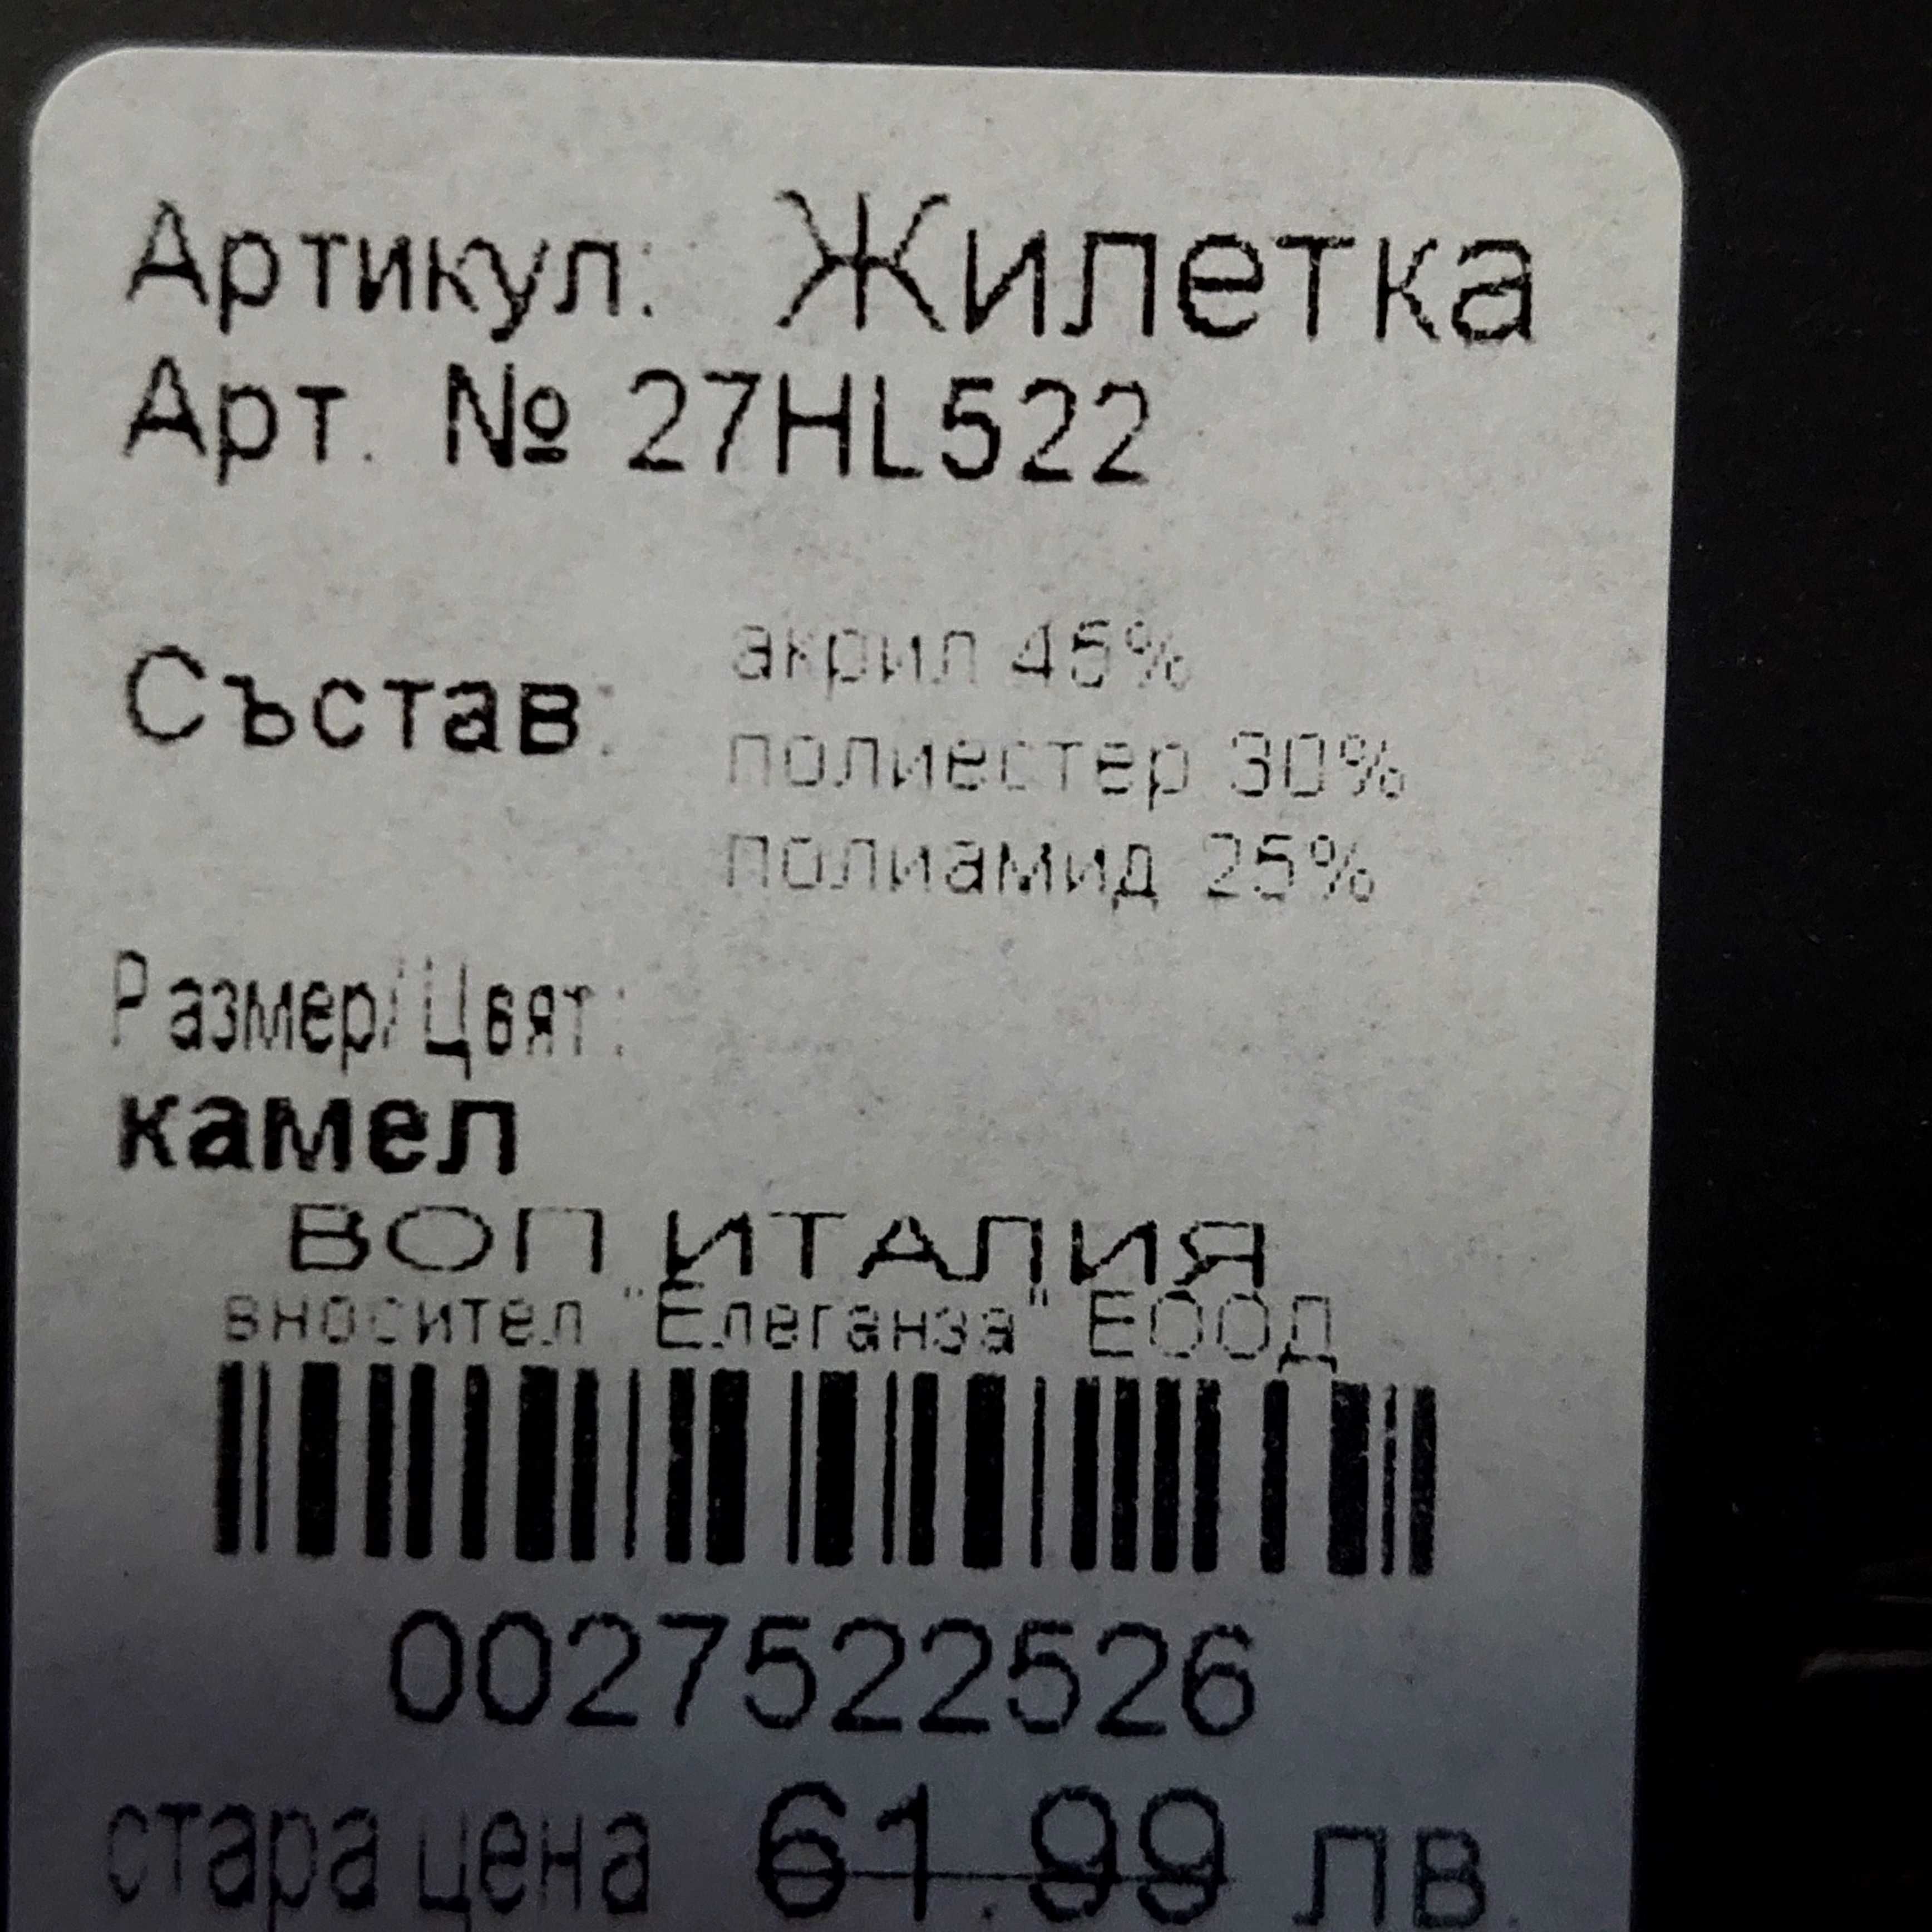 Артикул: Жилетка
Арт. № 27HL522
Състав: акрил 45%
полиестер 30%
полиамид 25%
Размер/Цвят:
камел
ВОП ИТАЛИЯ
вносител "Елеганза" ЕООД
0027522526
стара цена 61.99 лв.